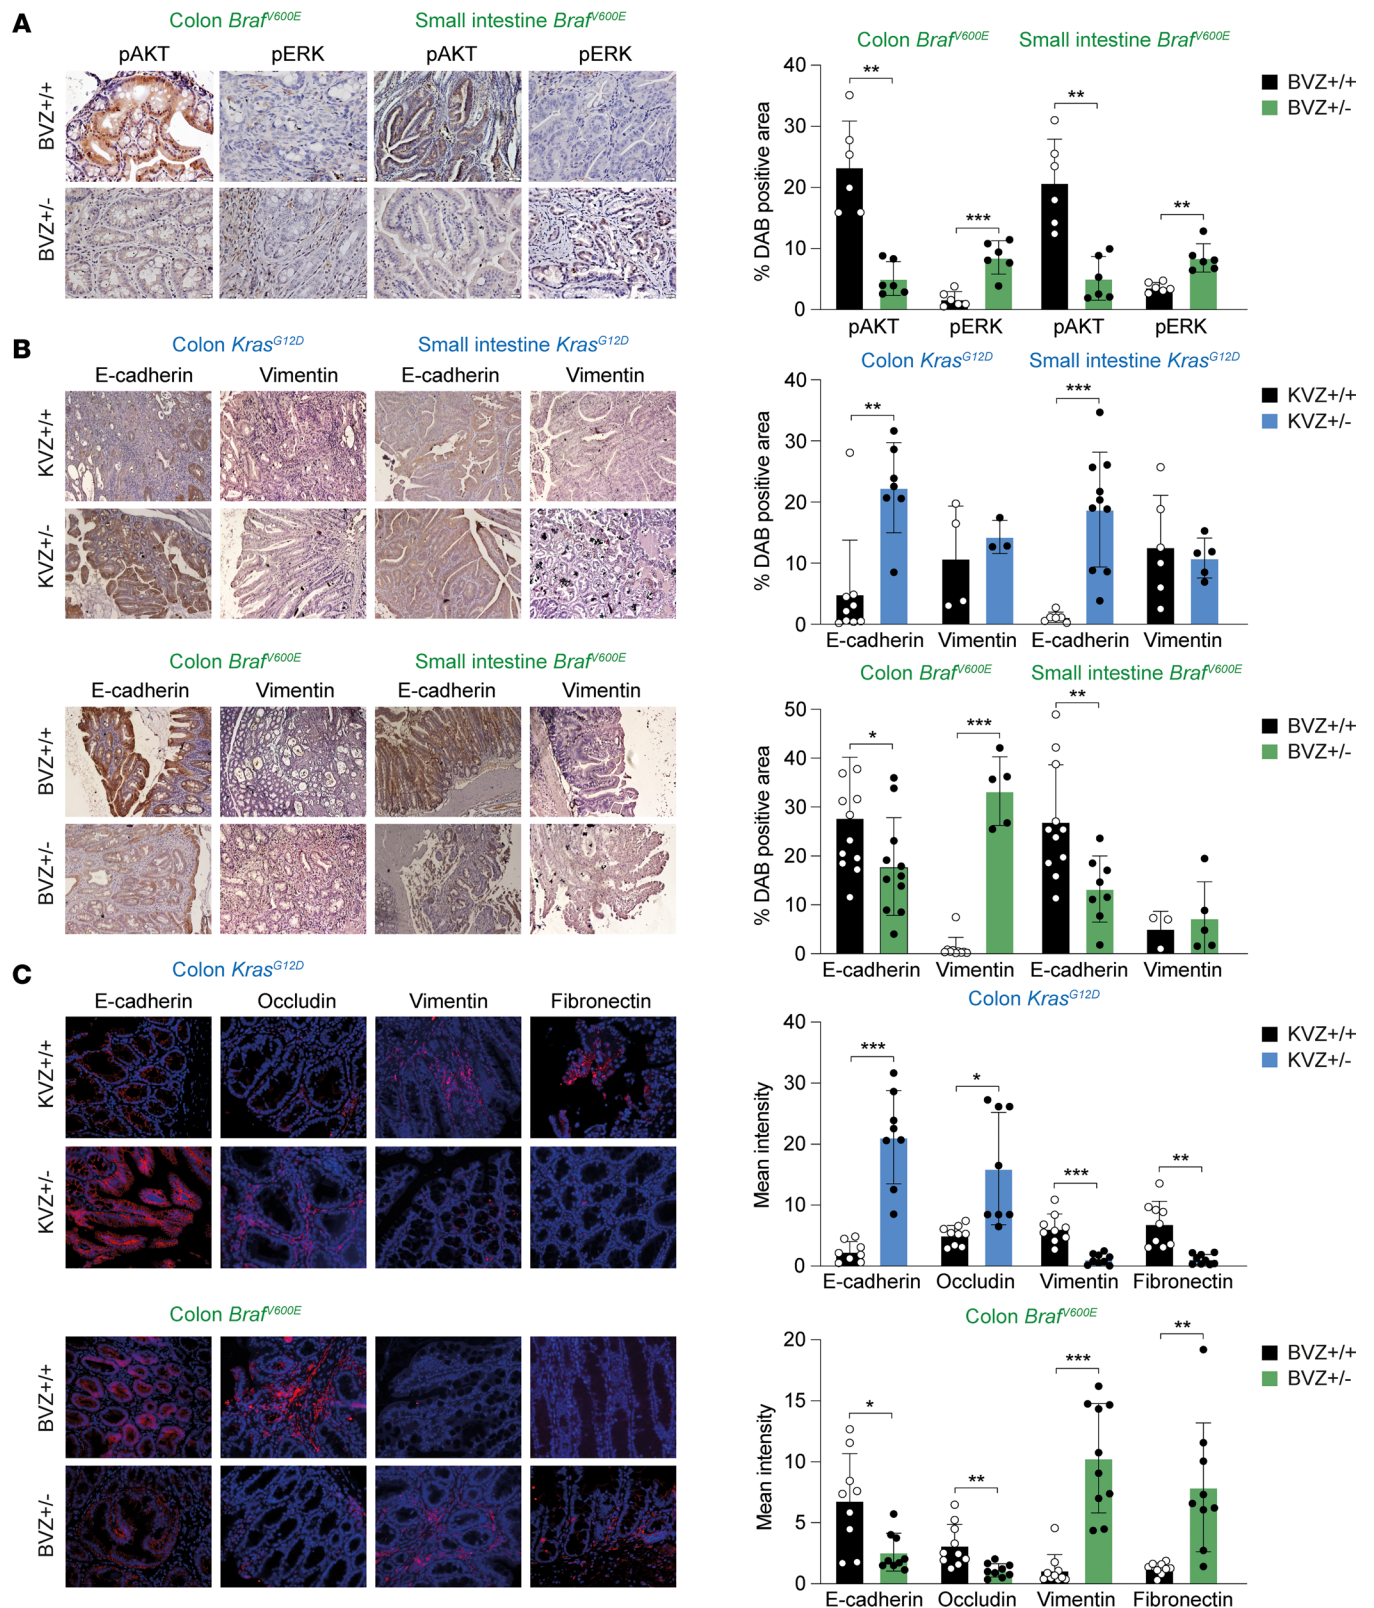 A
Colon BrafV600E
Small intestine BrafV600E
pAKT
pERK
pAKT
pERK
BVZ+/+
BVZ+/-
Colon BrafV600E
Small intestine BrafV600E
% DAB positive area
40
30
20
10
0
**
***
**
**
pAKT
pERK
pAKT
pERK
BVZ+/+
BVZ+/-
B
Colon KrasG12D
Small intestine KrasG12D
E-cadherin
Vimentin
E-cadherin
Vimentin
KVZ+/+
KVZ+/-
Colon KrasG12D
Small intestine KrasG12D
% DAB positive area
40
30
20
10
0
**
***
E-cadherin
Vimentin
E-cadherin
Vimentin
KVZ+/+
KVZ+/-
Colon BrafV600E
Small intestine BrafV600E
E-cadherin
Vimentin
E-cadherin
Vimentin
BVZ+/+
BVZ+/-
Colon BrafV600E
Small intestine BrafV600E
% DAB positive area
50
40
30
20
10
0
*
***
**
E-cadherin
Vimentin
E-cadherin
Vimentin
BVZ+/+
BVZ+/-
C
Colon KrasG12D
E-cadherin
Occludin
Vimentin
Fibronectin
KVZ+/+
KVZ+/-
Colon KrasG12D
Mean intensity
40
30
20
10
0
***
*
***
**
E-cadherin
Occludin
Vimentin
Fibronectin
KVZ+/+
KVZ+/-
Colon BrafV600E
BVZ+/+
BVZ+/-
Colon BrafV600E
Mean intensity
20
15
10
5
0
*
**
***
**
E-cadherin
Occludin
Vimentin
Fibronectin
BVZ+/+
BVZ+/-